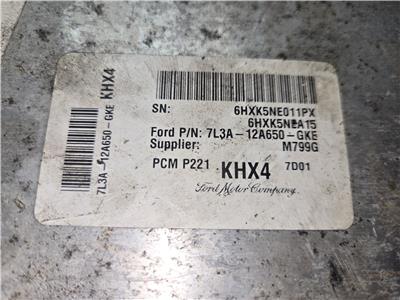 SN: 6HXK5NE011PX
6HXK5NEA15
Ford P/N: 7L3A-12A650-GKE
Supplier: M799G
PCM P221 KHX4 7D01
Ford Motor Company
7L3A-12A650-GKE KHX4